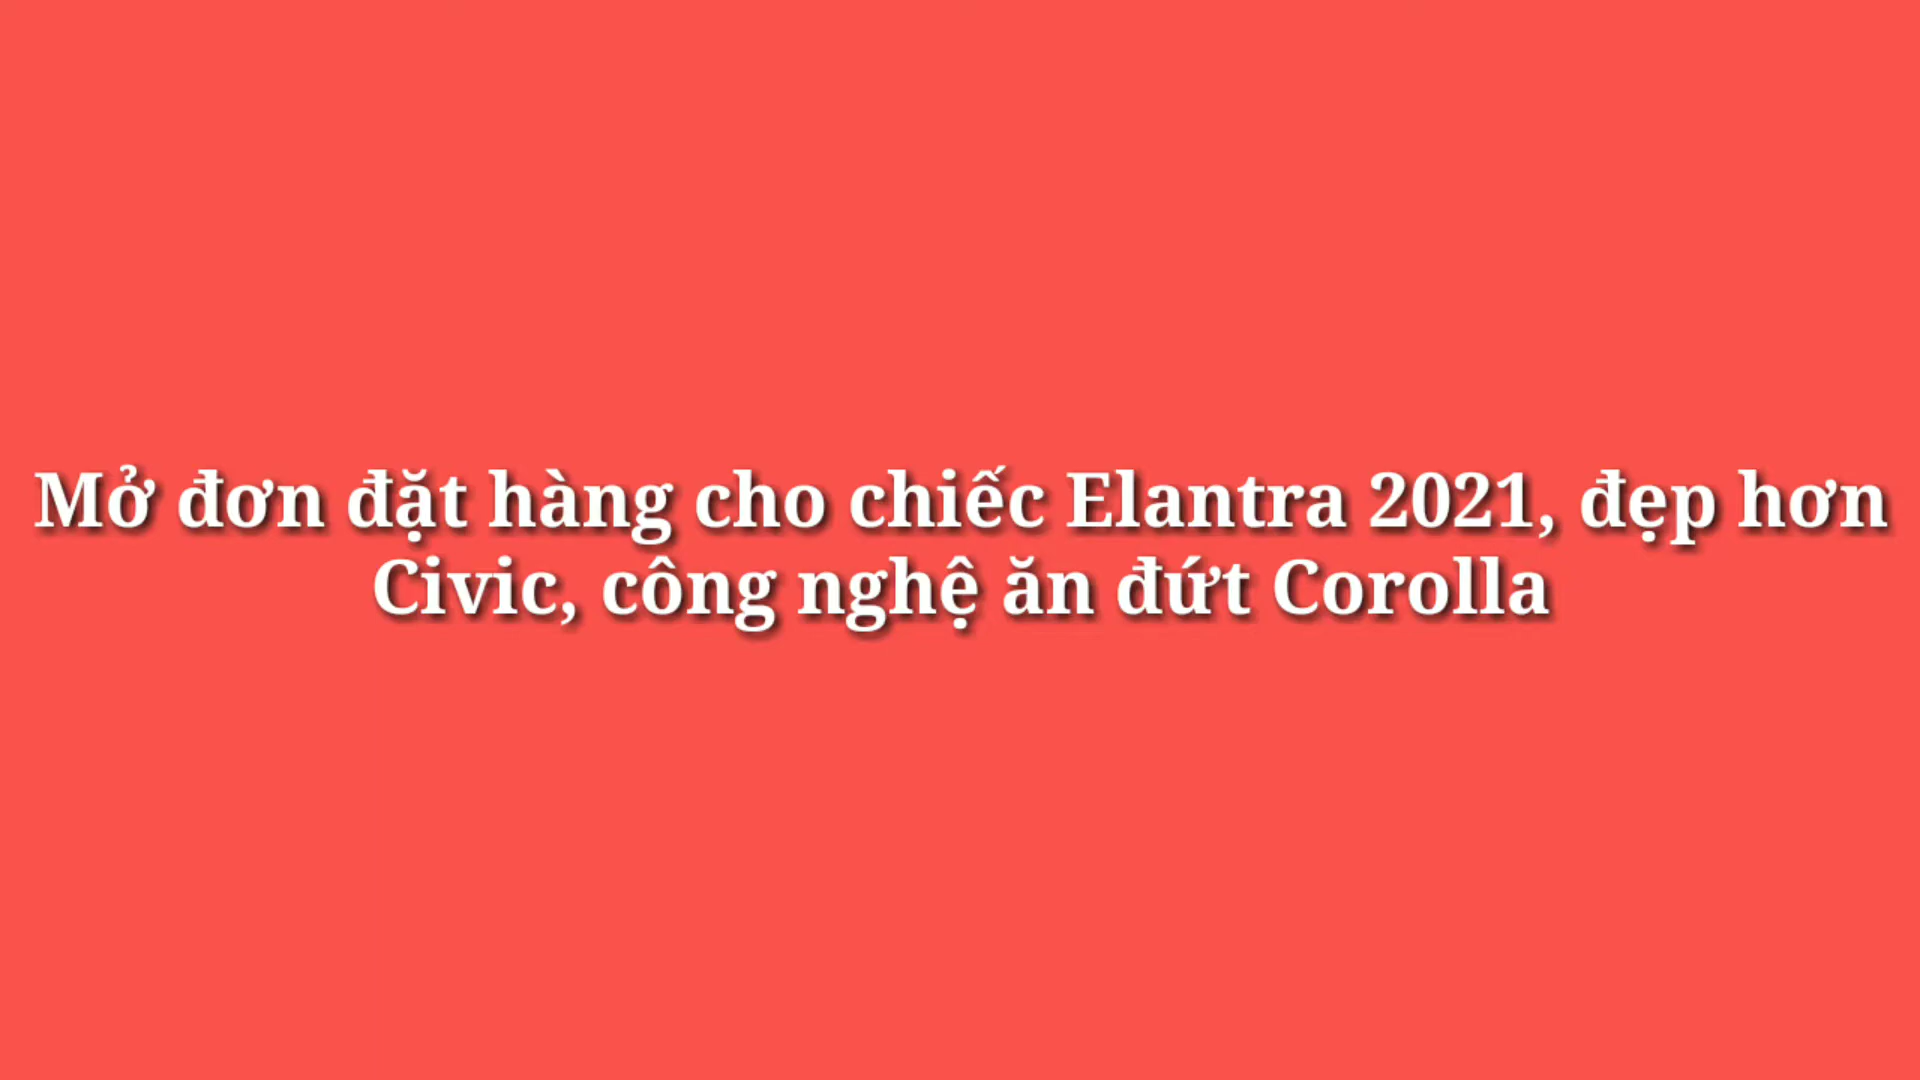 Mở đơn đặt hàng cho chiếc Elantra 2021, đẹp hơn
Civic, công nghệ ăn đứt Corolla